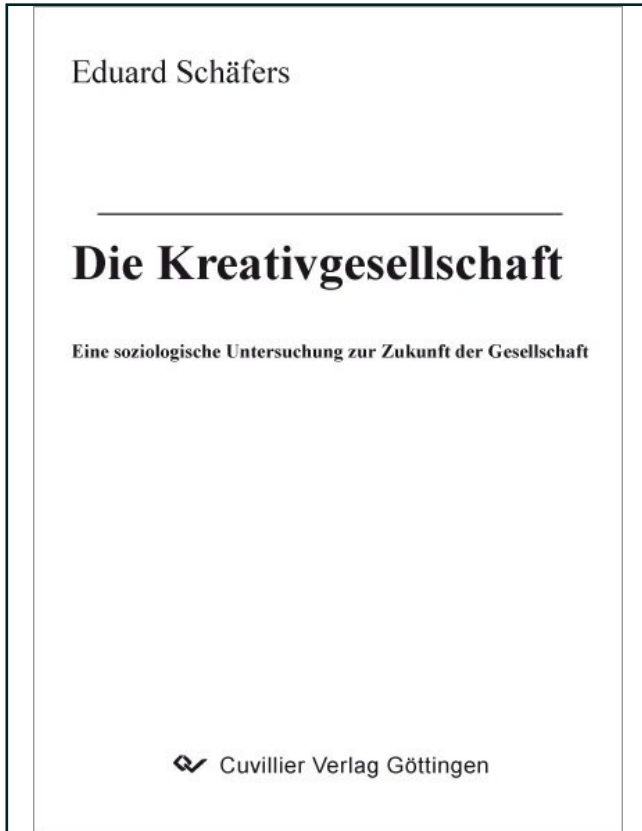 Eduard Schäfers
Die Kreativgesellschaft
Eine soziologische Untersuchung zur Zukunft der Gesellschaft
Cuvillier Verlag Göttingen